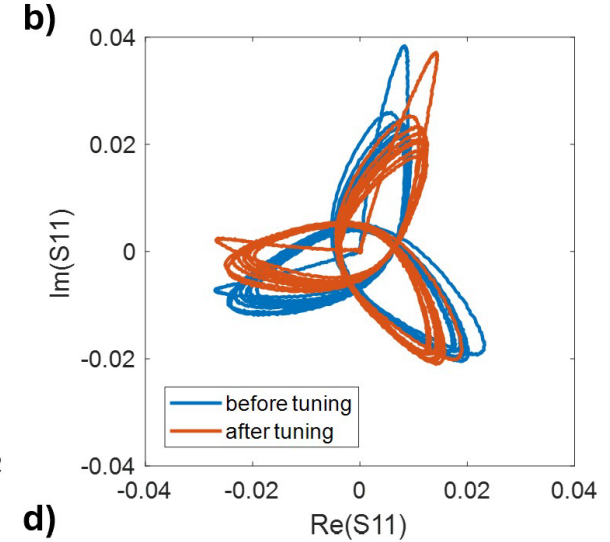 b)
0.04
0.02
0
-0.02
-0.04
Im(S11)
before tuning
after tuning
-0.04 -0.02 0 0.02 0.04
Re(S11)
d)